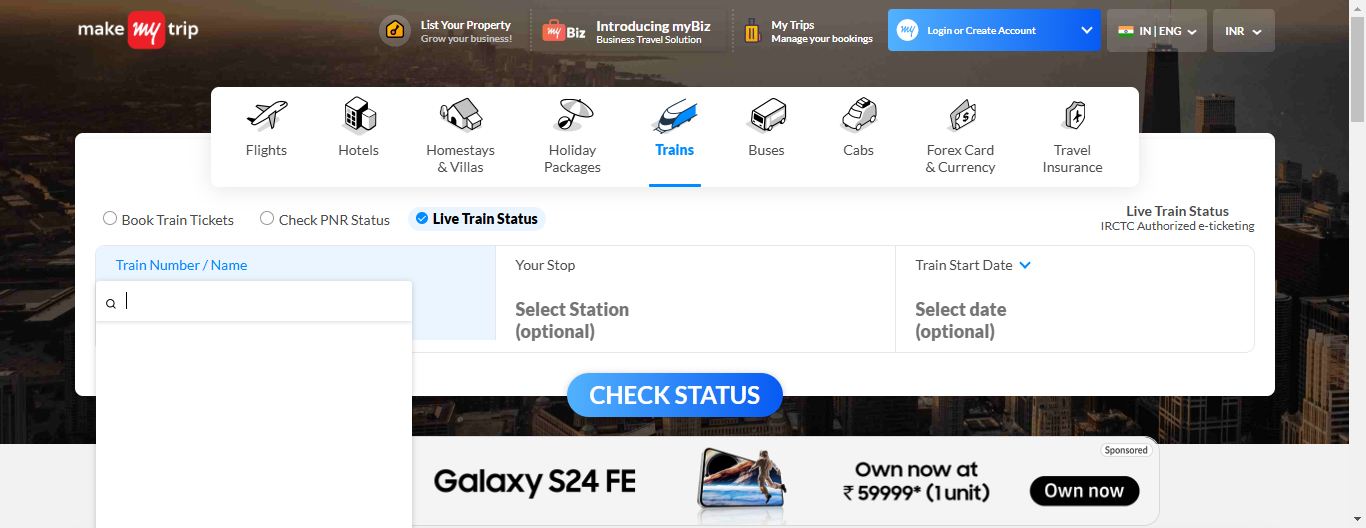 make my trip
List Your Property
Grow your business!
my Biz
Introducing myBiz
Business Travel Solution
My Trips
Manage your bookings
my
Login or Create Account
IN | ENG
INR
Flights
Hotels
Homestays
& Villas
Holiday
Packages
Trains
Buses
Cabs
Forex Card
& Currency
Travel
Insurance
Book Train Tickets
Check PNR Status
Live Train Status
Live Train Status
IRCTC Authorized e-ticketing
Train Number / Name
Your Stop
Select Station
(optional)
Train Start Date
Select date
(optional)
CHECK STATUS
Sponsored
Galaxy S24 FE
Own now at
₹ 59999* (1 unit)
Own now